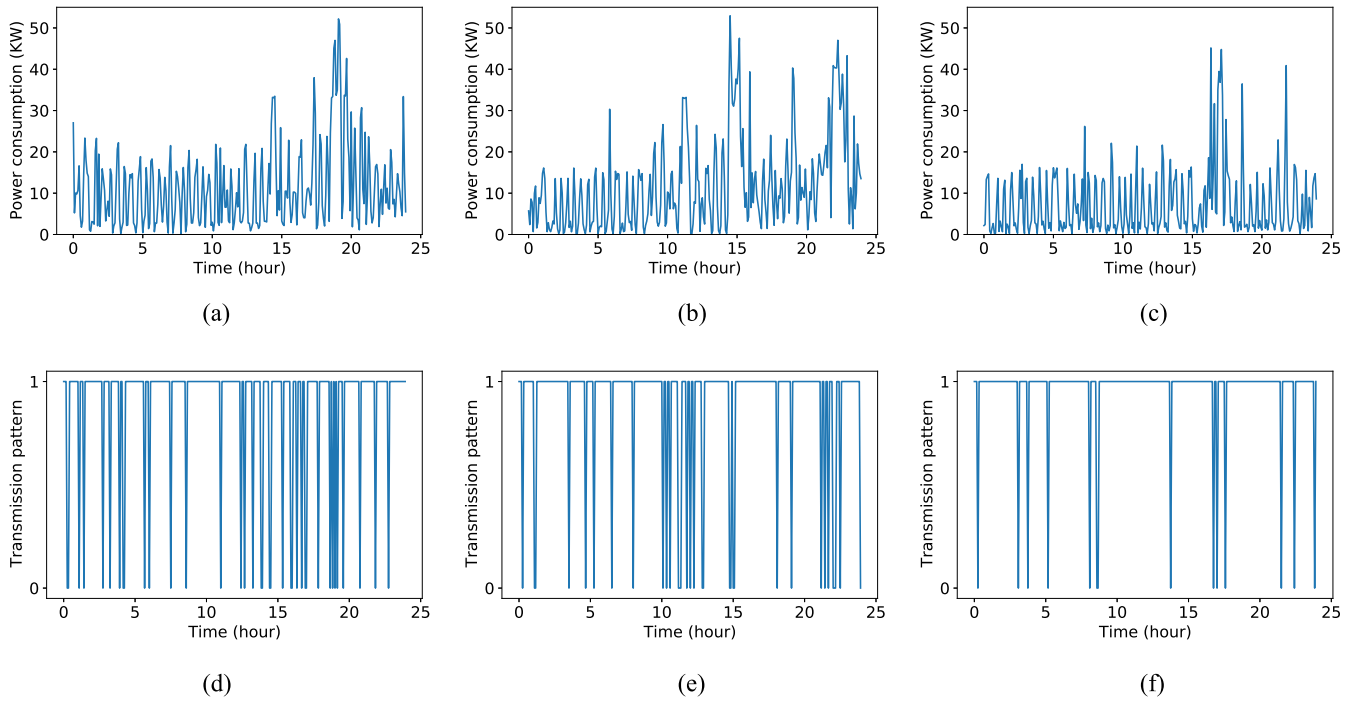 Power consumption (KW)
50
40
30
20
10
0
0 5 10 15 20 25
Time (hour)
(a)
Power consumption (KW)
50
40
30
20
10
0
0 5 10 15 20 25
Time (hour)
(b)
Power consumption (KW)
50
40
30
20
10
0
0 5 10 15 20 25
Time (hour)
(c)
Transmission pattern
1
0
0 5 10 15 20 25
Time (hour)
(d)
Transmission pattern
1
0
0 5 10 15 20 25
Time (hour)
(e)
Transmission pattern
1
0
0 5 10 15 20 25
Time (hour)
(f)